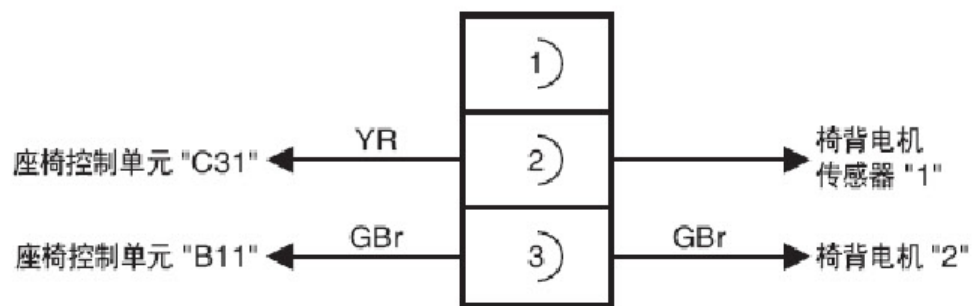 1
座椅控制单元 "C31"
YR
2
椅背电机
传感器 "1"
座椅控制单元 "B11"
GBr
3
GBr
椅背电机 "2"